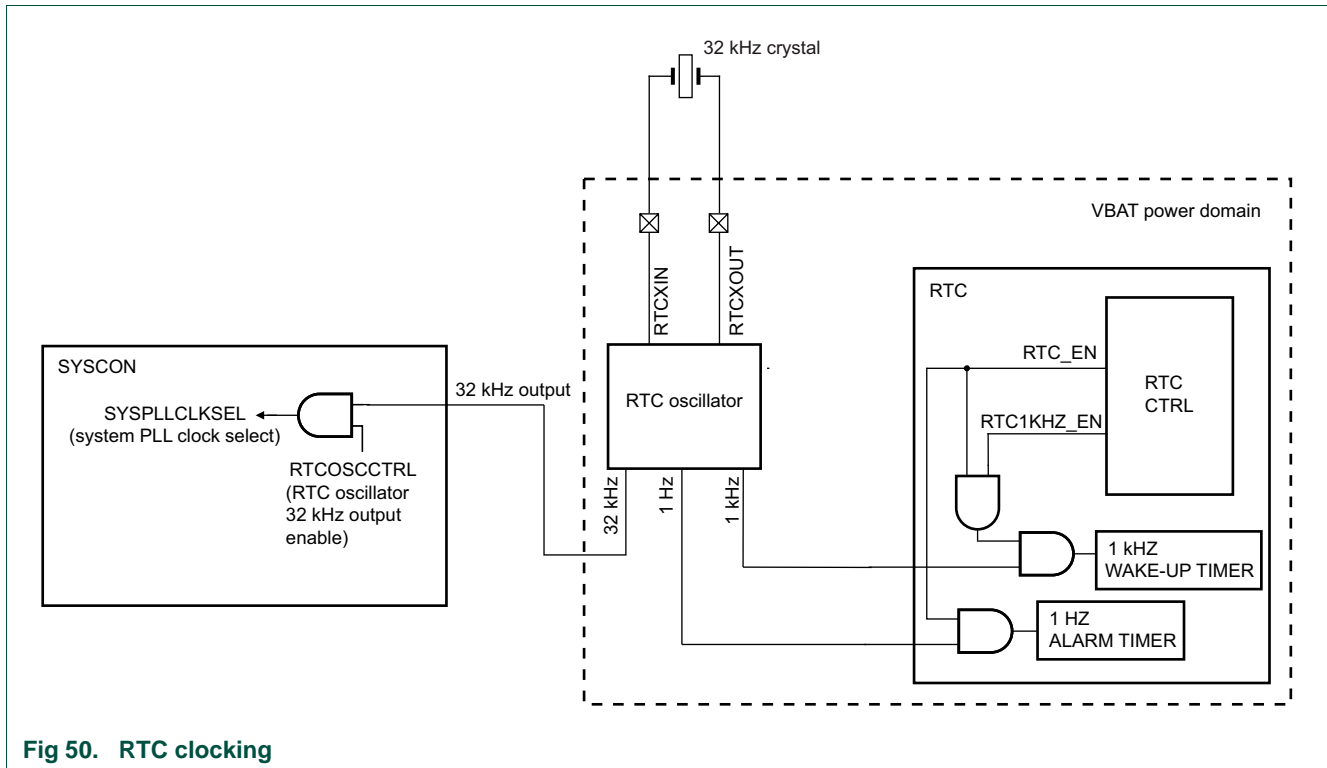 32 kHz crystal
VBAT power domain
RTCXIN
RTCXOUT
RTC
RTC_EN
RTC
CTRL
RTC1KHZ_EN
SYSCON
32 kHz output
RTC oscillator
SYSPLLCLKSEL
(system PLL clock select)
RTCOSCCTRL
(RTC oscillator
32 kHz output
enable)
32 kHz
1 Hz
1 kHz
1 kHZ
WAKE-UP TIMER
1 HZ
ALARM TIMER
Fig 50. RTC clocking